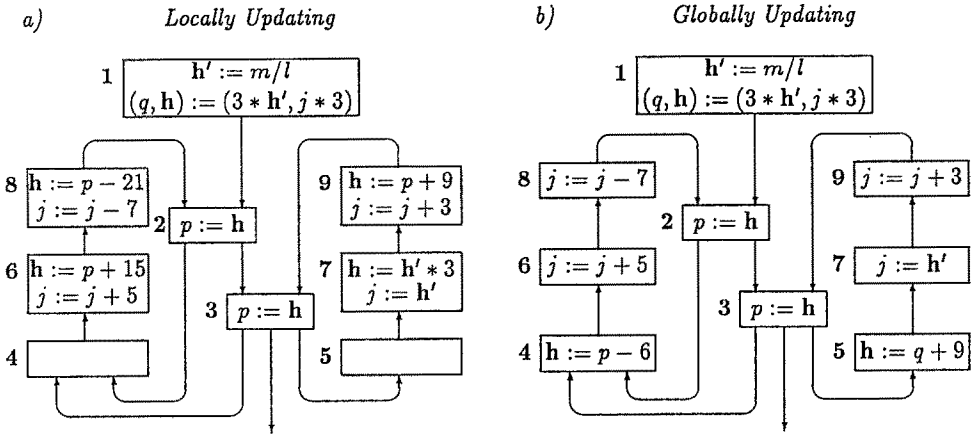 a) Locally Updating
1
h′ := m/l
(q, h) := (3 * h′, j * 3)
8
h := p − 21
j := j − 7
9
h := p + 9
j := j + 3
2
p := h
6
h := p + 15
j := j + 5
7
h := h′ * 3
j := h′
3
p := h
4
5
b) Globally Updating
1
h′ := m/l
(q, h) := (3 * h′, j * 3)
8
j := j − 7
9
j := j + 3
2
p := h
6
j := j + 5
7
j := h′
3
p := h
4
h := p − 6
5
h := q + 9